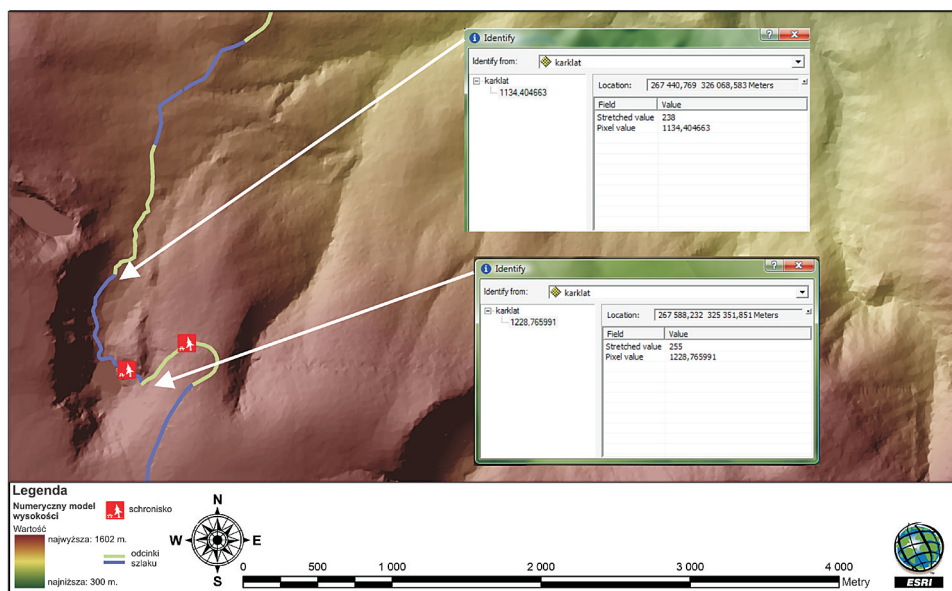 Identify
Identify from:
karklat
karklat
1134,404663
Location:
267 440,769 326 068,583 Meters
Field Value
Stretched value 238
Pixel value 1134,404663
Identify
Identify from:
karklat
karklat
1228,765991
Location:
267 588,232 325 351,851 Meters
Field Value
Stretched value 255
Pixel value 1228,765991
Legenda
Numeryczny model
wysokości
Wartość
najwyższa: 1602 m.
najniższa: 300 m.
schronisko
odcinki
szlaku
N
W E
S
0 500 1 000 2 000 3 000 4 000
Metry
ESRI